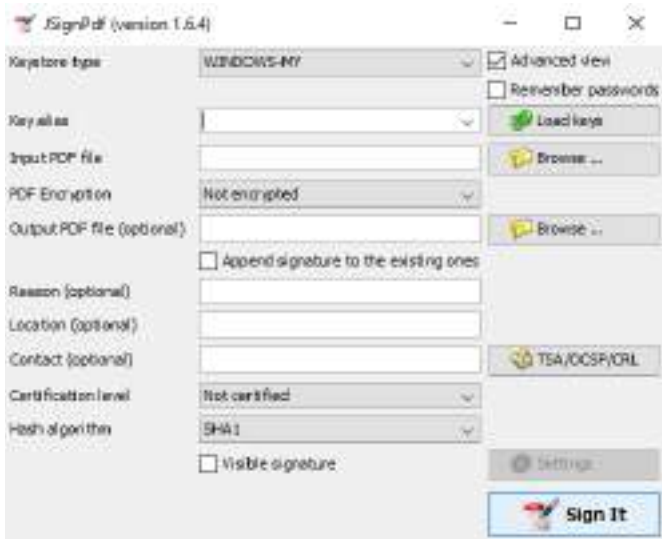 JSignPdf (version 1.6.4)
Keystore type WINDOWS-MY Advanced view
Remember passwords
Key alias Load keys
Input PDF file Browse ...
PDF Encryption Not encrypted
Output PDF file (optional) Browse ...
Append signature to the existing ones
Reason (optional)
Location (optional)
Contact (optional) TSA/OCSP/CRL
Certification level Not certified
Hash algorithm SHA1
Visible signature Settings
Sign It